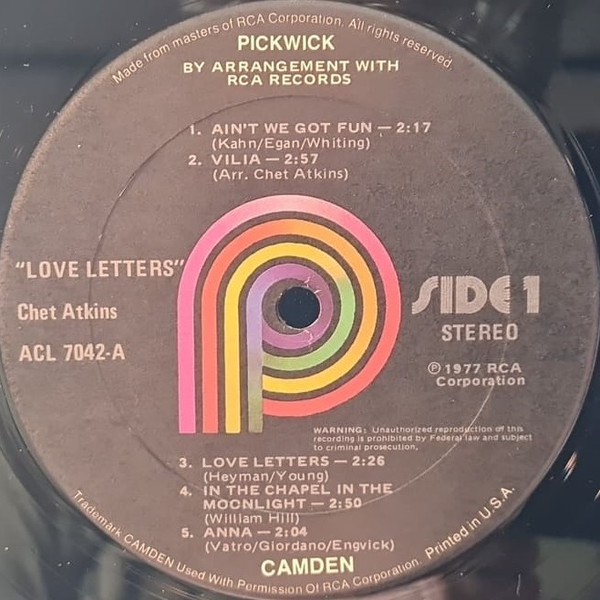 Made from masters of RCA Corporation. All rights reserved.
PICKWICK
BY ARRANGEMENT WITH
RCA RECORDS
1. AIN'T WE GOT FUN — 2:17
(Kahn/Egan/Whiting)
2. VILIA — 2:57
(Arr. Chet Atkins)
"LOVE LETTERS"
Chet Atkins
ACL 7042-A
SIDE 1
STEREO
℗ 1977 RCA
Corporation
WARNING: Unauthorized reproduction of this
recording is prohibited by Federal law and subject
to criminal prosecution.
3. LOVE LETTERS — 2:26
(Heyman/Young)
4. IN THE CHAPEL IN THE
MOONLIGHT — 2:50
(William Hill)
5. ANNA — 2:04
(Vatro/Giordano/Engvick)
CAMDEN
Trademark CAMDEN Used With Permission Of RCA Corporation. Printed in U.S.A.